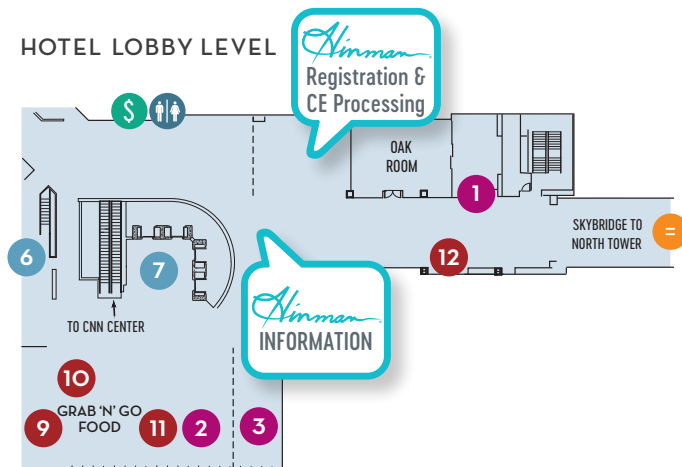 HOTEL LOBBY LEVEL
Hinman
Registration &
CE Processing
$
OAK
ROOM
1
SKYBRIDGE TO
NORTH TOWER
=
6
7
12
Hinman
INFORMATION
TO CNN CENTER
10
GRAB 'N' GO
FOOD
9
11
2
3